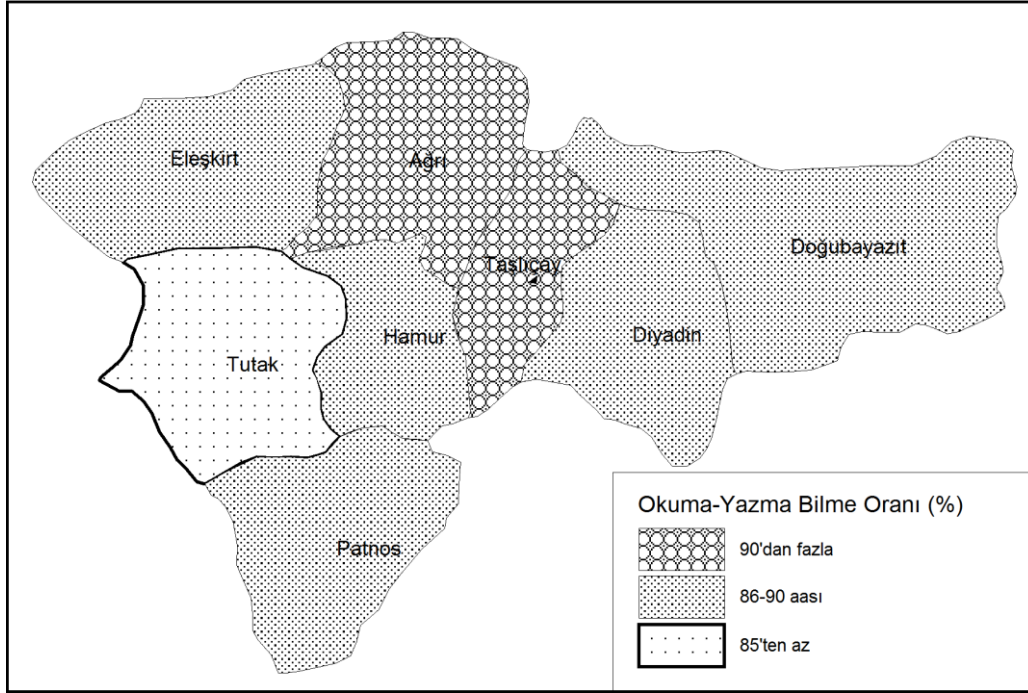 Eleşkirt
Ağrı
Taşlıçay
Doğubayazıt
Hamur
Diyadin
Tutak
Patnos
Okuma-Yazma Bilme Oranı (%)
90'dan fazla
86-90 aası
85'ten az